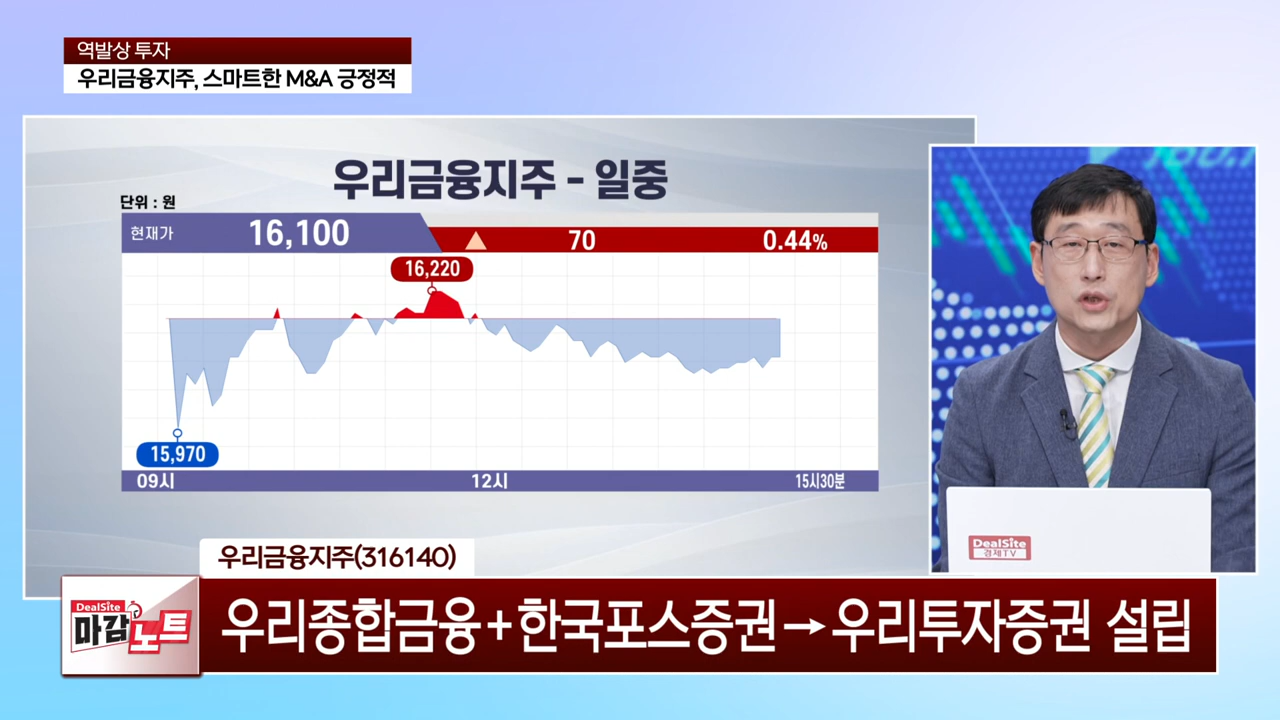 역발상 투자
우리금융지주, 스마트한 M&A 긍정적
우리금융지주 - 일중
단위 : 원
현재가 16,100 70 0.44%
16,220
15,970
09시 12시 15시30분
DealSite
경제TV
우리금융지주(316140)
DealSite
마감노트
우리종합금융+한국포스증권→우리투자증권 설립